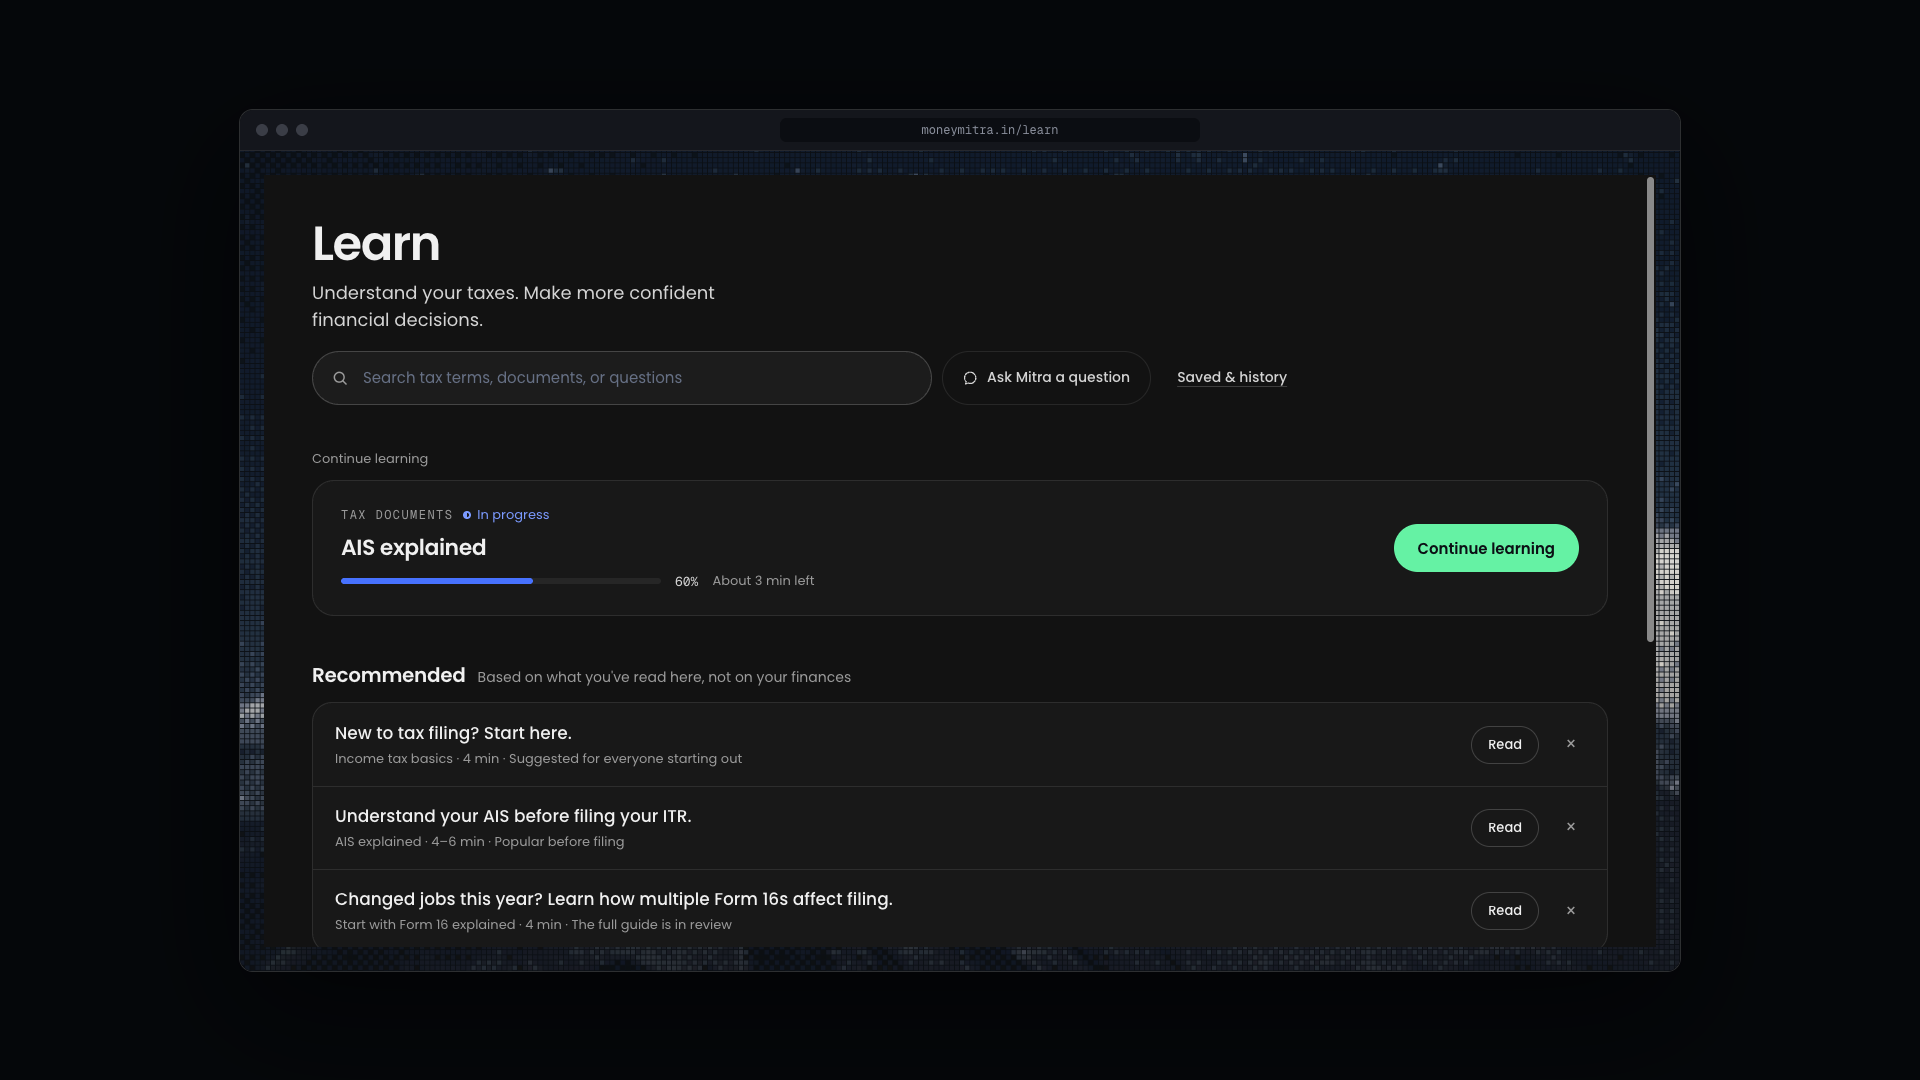 moneymitra.in/learn
Learn
Understand your taxes. Make more confident
financial decisions.
Search tax terms, documents, or questions
Ask Mitra a question
Saved & history
Continue learning
TAX DOCUMENTS In progress
AIS explained
60% About 3 min left
Continue learning
Recommended Based on what you've read here, not on your finances
New to tax filing? Start here.
Income tax basics · 4 min · Suggested for everyone starting out
Read ×
Understand your AIS before filing your ITR.
AIS explained · 4–6 min · Popular before filing
Read ×
Changed jobs this year? Learn how multiple Form 16s affect filing.
Start with Form 16 explained · 4 min · The full guide is in review
Read ×